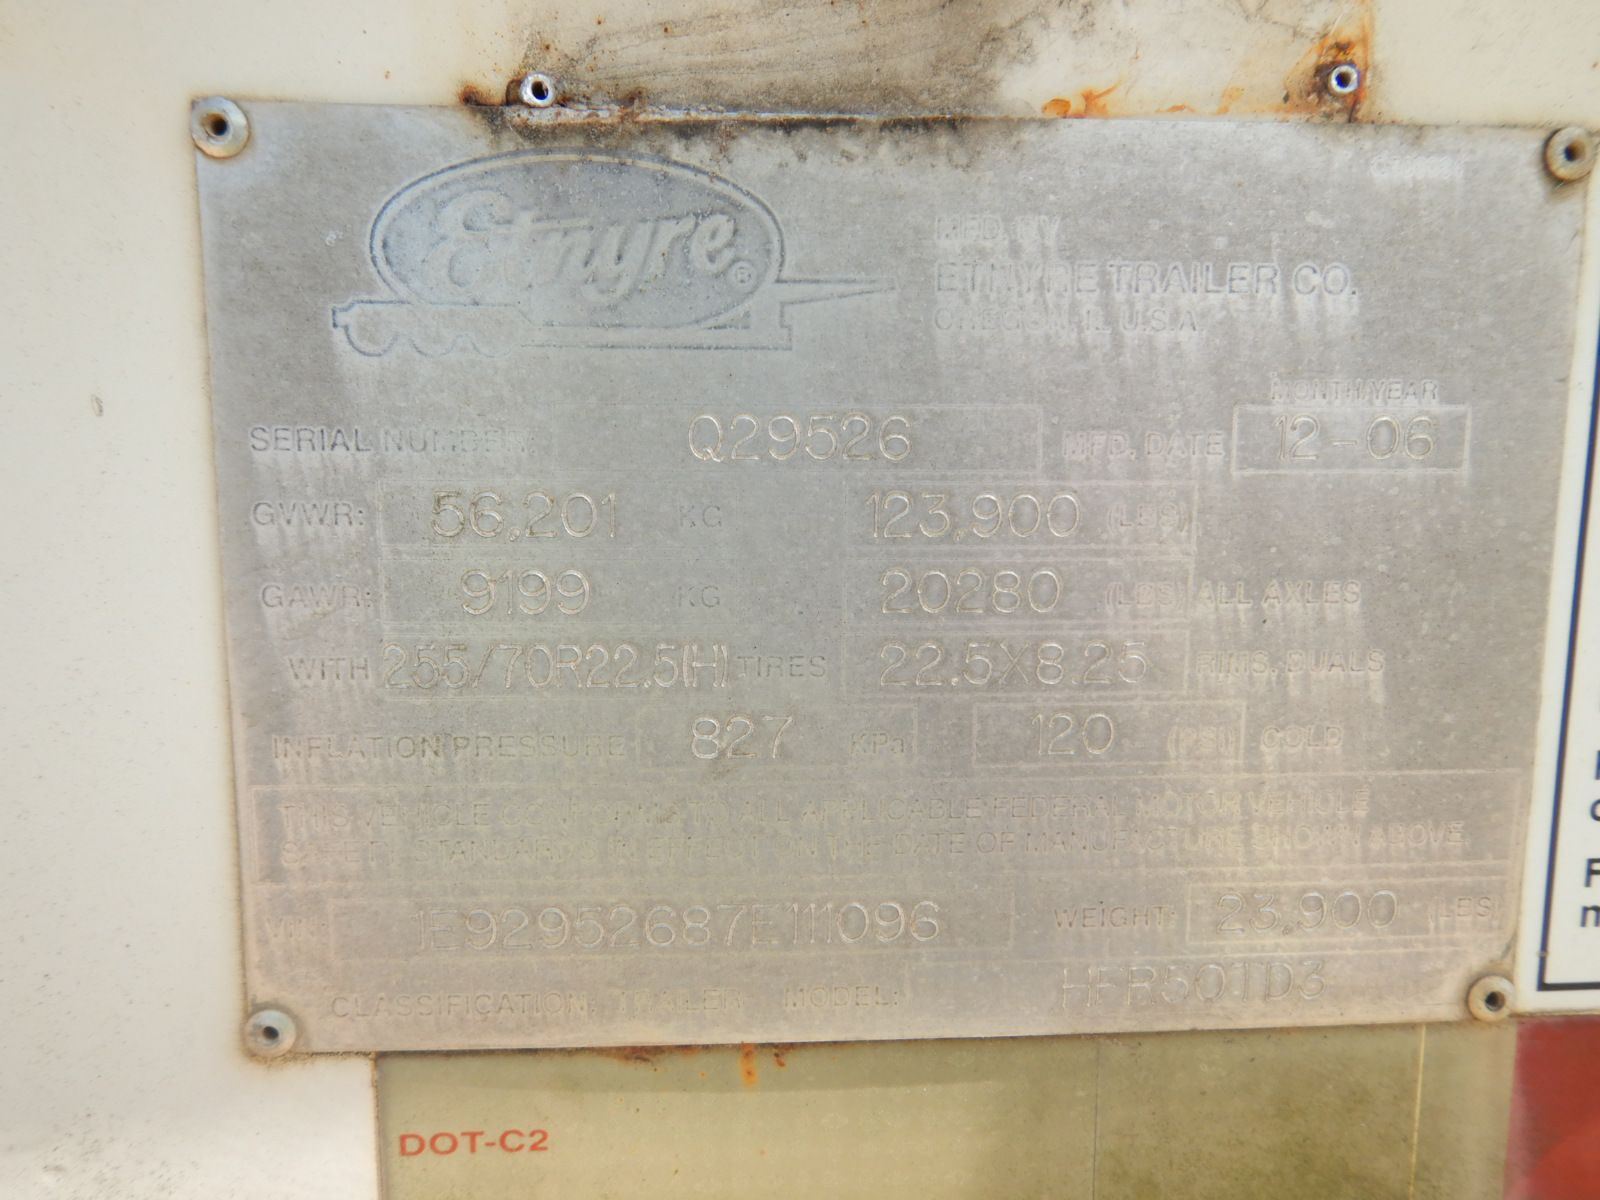 Etnyre®
MFD. BY
ETNYRE TRAILER CO.
OREGON, IL U.S.A.
MONTH/YEAR
SERIAL NUMBER: Q29526 MFD. DATE 12-06
GVWR: 56,201 KG 123,900 (LBS)
GAWR: 9199 KG 20280 (LBS) ALL AXLES
WITH 255/70R22.5(H) TIRES 22.5X8.25 RIMS. DUALS
INFLATION PRESSURE 827 KPa 120 (PSI) COLD
THIS VEHICLE CONFORMS TO ALL APPLICABLE FEDERAL MOTOR VEHICLE
SAFETY STANDARDS IN EFFECT ON THE DATE OF MANUFACTURE SHOWN ABOVE.
VIN: 1E92952687E111096 WEIGHT: 23,900 (LBS)
CLASSIFICATION: TRAILER MODEL: HFR50TD3
DOT-C2